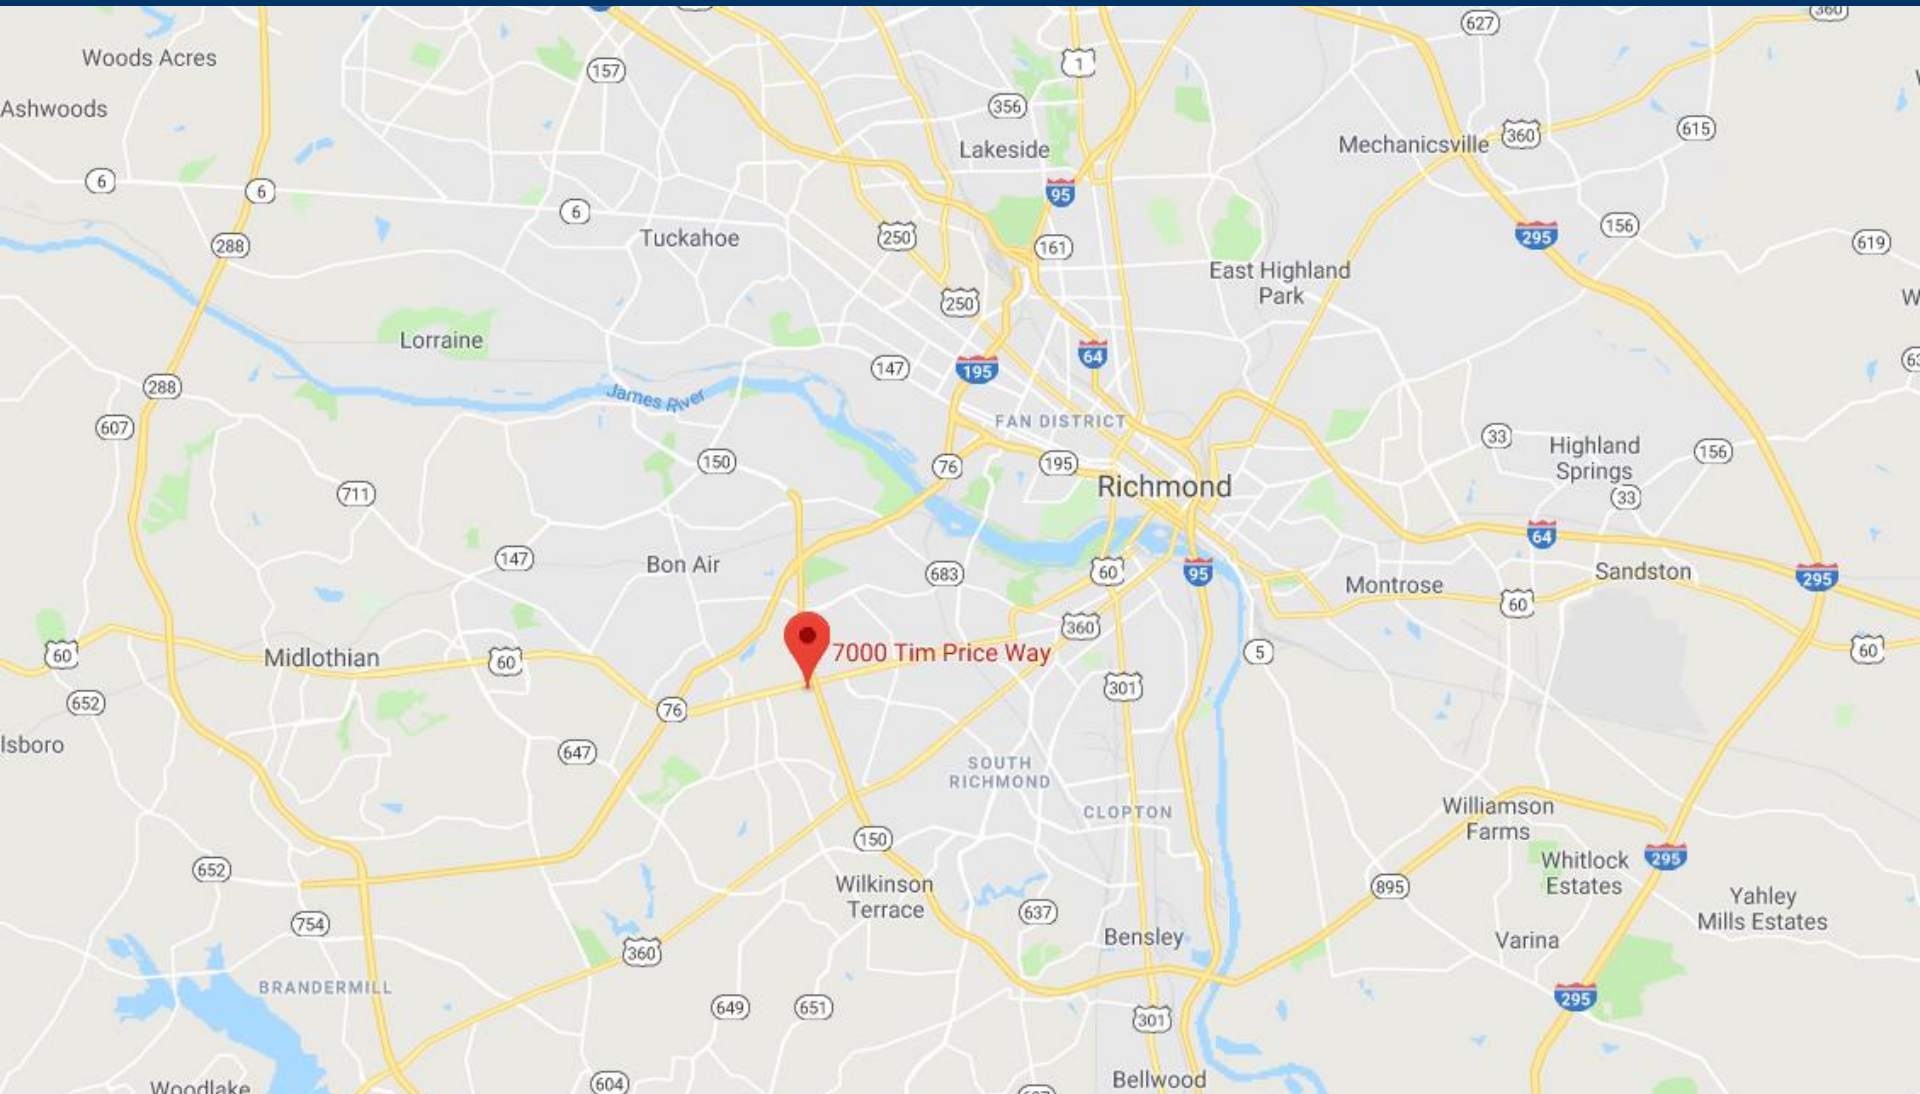 360
627
Woods Acres
157
1
Ashwoods
356
360
615
Mechanicsville
Lakeside
6
6
95
6
156
250
295
Tuckahoe
288
161
619
East Highland
Park
250
Lorraine
64
147
195
288
James River
FAN DISTRICT
607
33
Highland
Springs
156
150
76
195
Richmond
711
33
64
147
Bon Air
683
60
95
Sandston
295
Montrose
60
360
7000 Tim Price Way
5
60
60
Midlothian
60
301
652
76
lsboro
647
SOUTH
RICHMOND
CLOPTON
Williamson
Farms
150
Whitlock
Estates
295
652
Wilkinson
Terrace
895
Yahley
Mills Estates
754
637
Bensley
Varina
360
BRANDERMILL
295
649
651
301
Woodlake
604
Bellwood